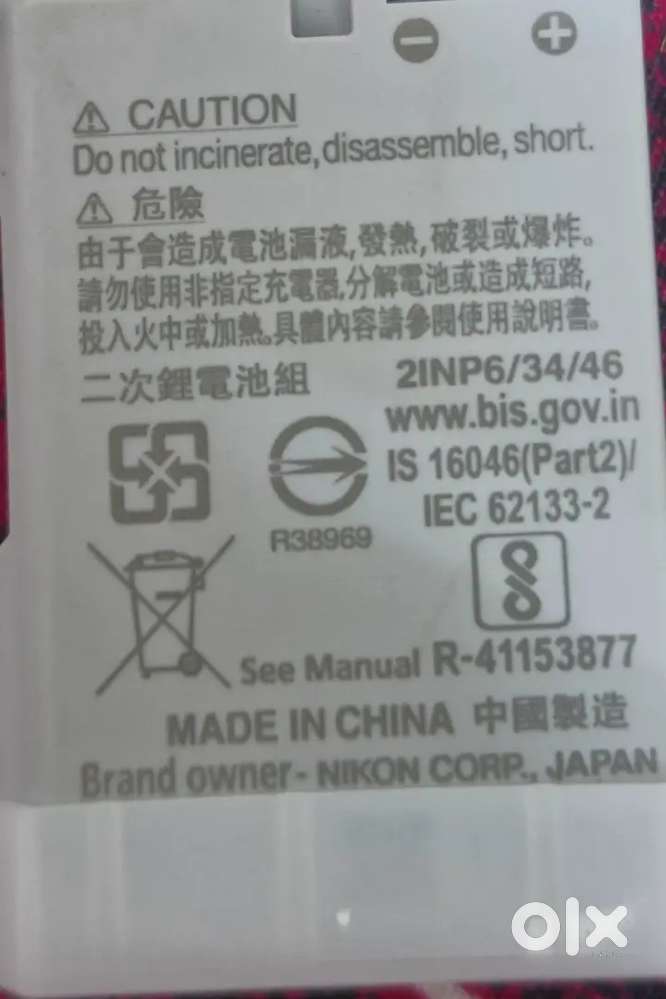 CAUTION
Do not incinerate, disassemble, short.
危險
由于會造成電池漏液,發熱,破裂或爆炸。
請勿使用非指定充電器,分解電池或造成短路,
投入火中或加熱。具體內容請參閱使用說明書。
二次鋰電池組
2INP6/34/46
www.bis.gov.in
IS 16046(Part2)/
IEC 62133-2
R38969
See Manual R-41153877
MADE IN CHINA 中國製造
Brand owner- NIKON CORP., JAPAN
olx